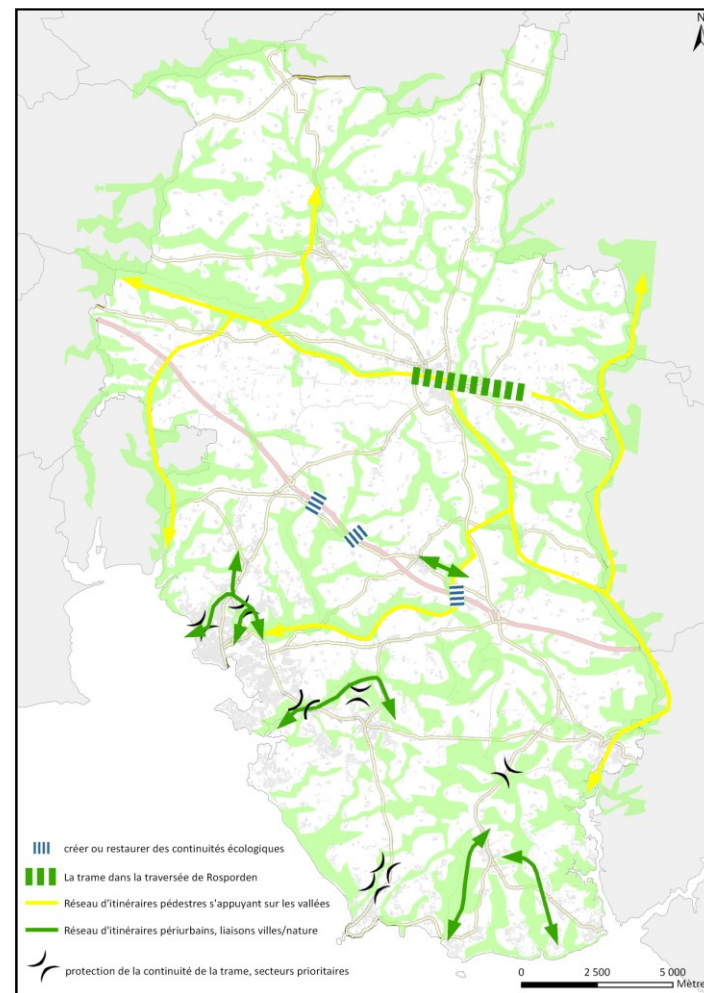 N
créer ou restaurer des continuités écologiques
La trame dans la traversée de Rosporden
Réseau d'itinéraires pédestres s'appuyant sur les vallées
Réseau d'itinéraires périurbains, liaisons villes/nature
protection de la continuité de la trame, secteurs prioritaires
0 2 500 5 000
Mètre